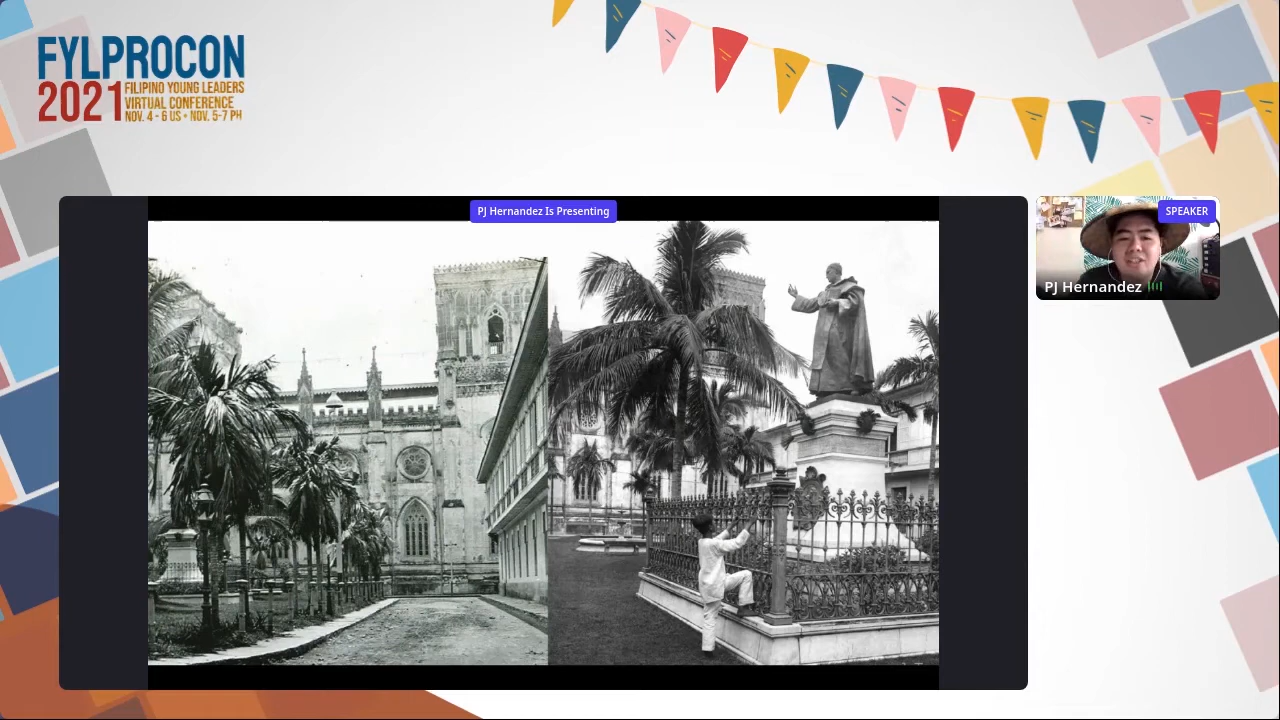 FYLPROCON
2021 FILIPINO YOUNG LEADERS
VIRTUAL CONFERENCE
NOV. 4 - 6 US • NOV. 5-7 PH
PJ Hernandez Is Presenting
SPEAKER
PJ Hernandez